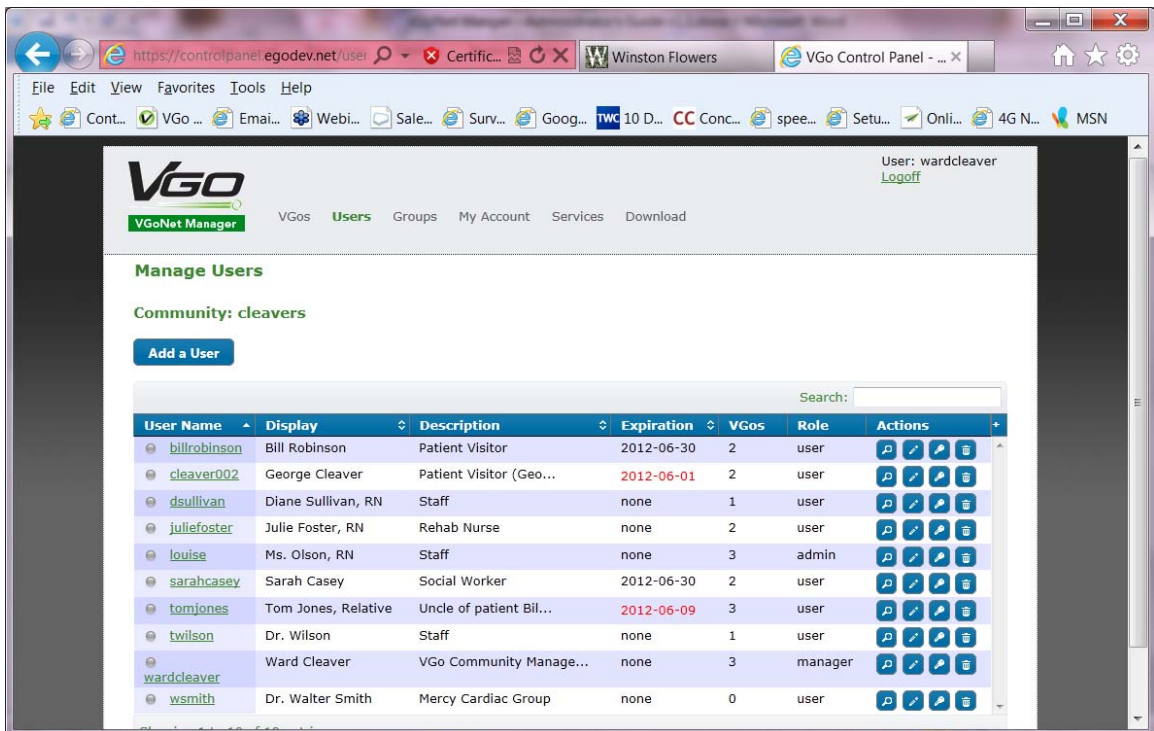 X
https://controlpanel.egodev.net/user Certific... Winston Flowers VGo Control Panel - ...
File Edit View Favorites Tools Help
Cont... VGo ... Emai... Webi... Sale... Surv... Goog... TWC 10 D... CC Conc... spee... Setu... Onli... 4G N... MSN
User: wardcleaver
Logoff
VGO
VGoNet Manager
VGos Users Groups My Account Services Download
Manage Users
Community: cleavers
Add a User
Search:
User Name Display Description Expiration VGos Role Actions +
billrobinson Bill Robinson Patient Visitor 2012-06-30 2 user
cleaver002 George Cleaver Patient Visitor (Geo... 2012-06-01 2 user
dsullivan Diane Sullivan, RN Staff none 1 user
juliefoster Julie Foster, RN Rehab Nurse none 2 user
louise Ms. Olson, RN Staff none 3 admin
sarahcasey Sarah Casey Social Worker 2012-06-30 2 user
tomjones Tom Jones, Relative Uncle of patient Bil... 2012-06-09 3 user
twilson Dr. Wilson Staff none 1 user
wardcleaver Ward Cleaver VGo Community Manage... none 3 manager
wsmith Dr. Walter Smith Mercy Cardiac Group none 0 user